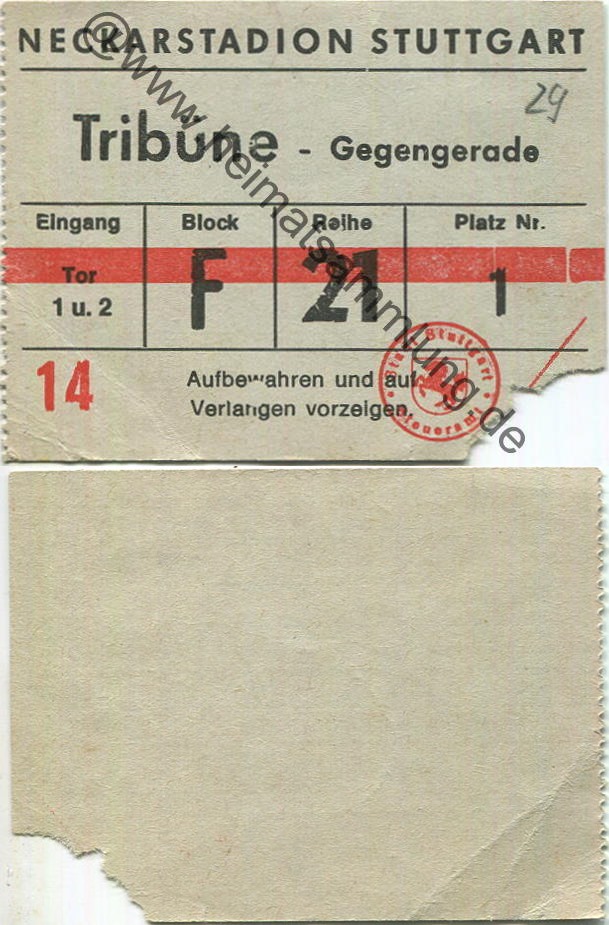 NECKARSTADION STUTTGART
29
Tribüne - Gegengerade
Eingang Block Reihe Platz Nr.
Tor
1 u. 2 F 21 1
14
Aufbewahren und auf
Verlangen vorzeigen.
Stadt Stuttgart
Steueramt
@www.heimatsammlung.de